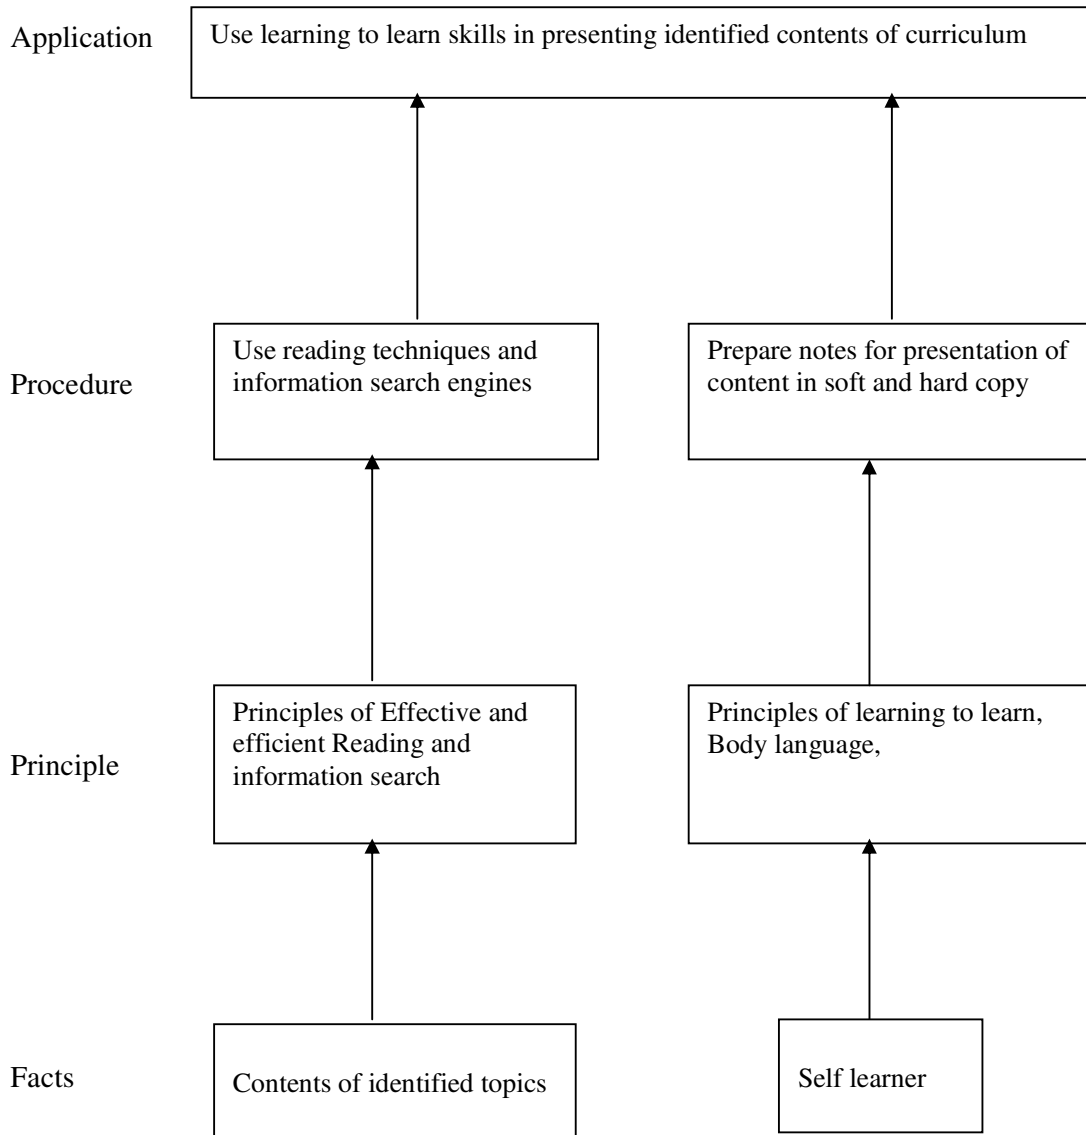 Application
Use learning to learn skills in presenting identified contents of curriculum
Procedure
Use reading techniques and
information search engines
Prepare notes for presentation of
content in soft and hard copy
Principle
Principles of Effective and
efficient Reading and
information search
Principles of learning to learn,
Body language,
Facts
Contents of identified topics
Self learner